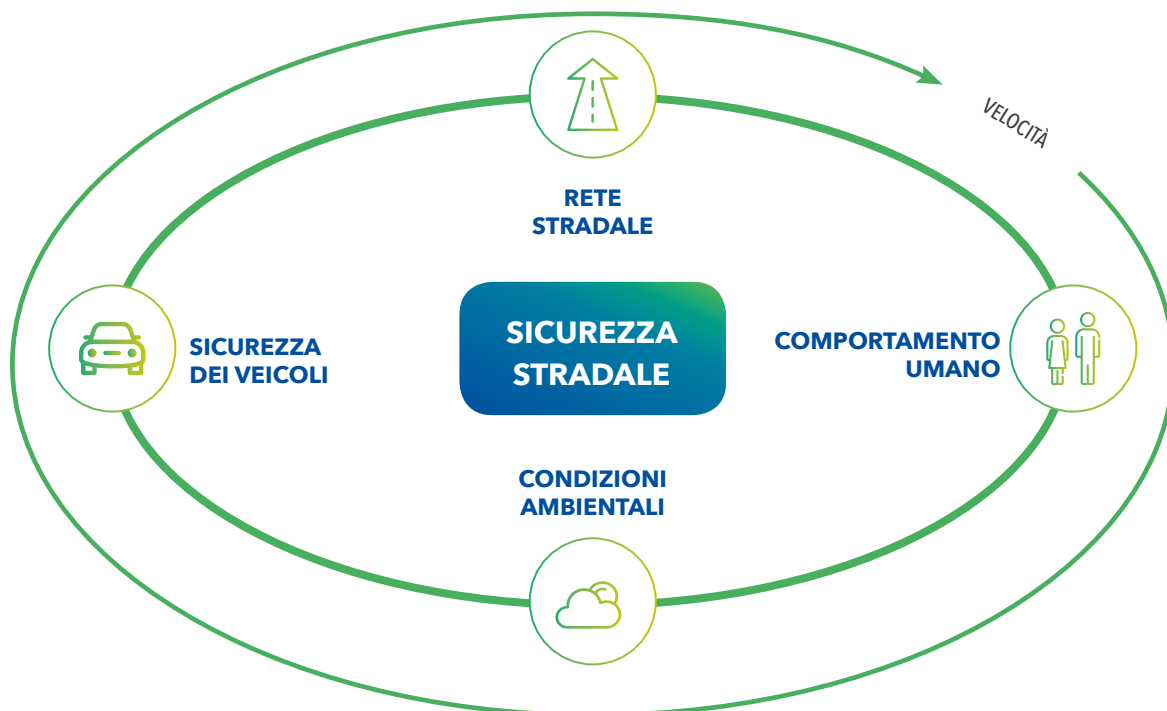 VELOCITÀ
RETE
STRADALE
SICUREZZA
DEI VEICOLI
SICUREZZA
STRADALE
COMPORTAMENTO
UMANO
CONDIZIONI
AMBIENTALI